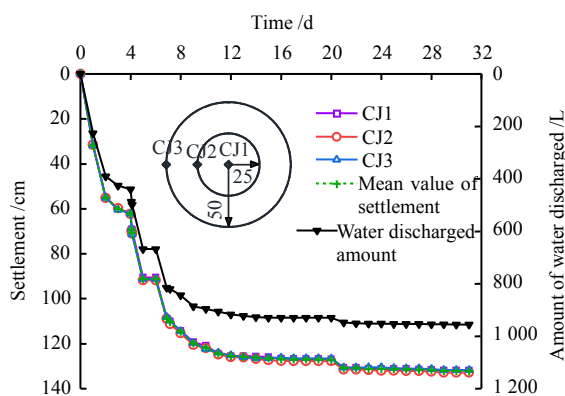 Time /d
0 4 8 12 16 20 24 28 32
0 20 40 60 80 100 120 140
Settlement /cm
0 200 400 600 800 1 000 1 200
Amount of water discharged /L
CJ3 CJ2 CJ1
25
50
CJ1
CJ2
CJ3
Mean value of
settlement
Water discharged
amount